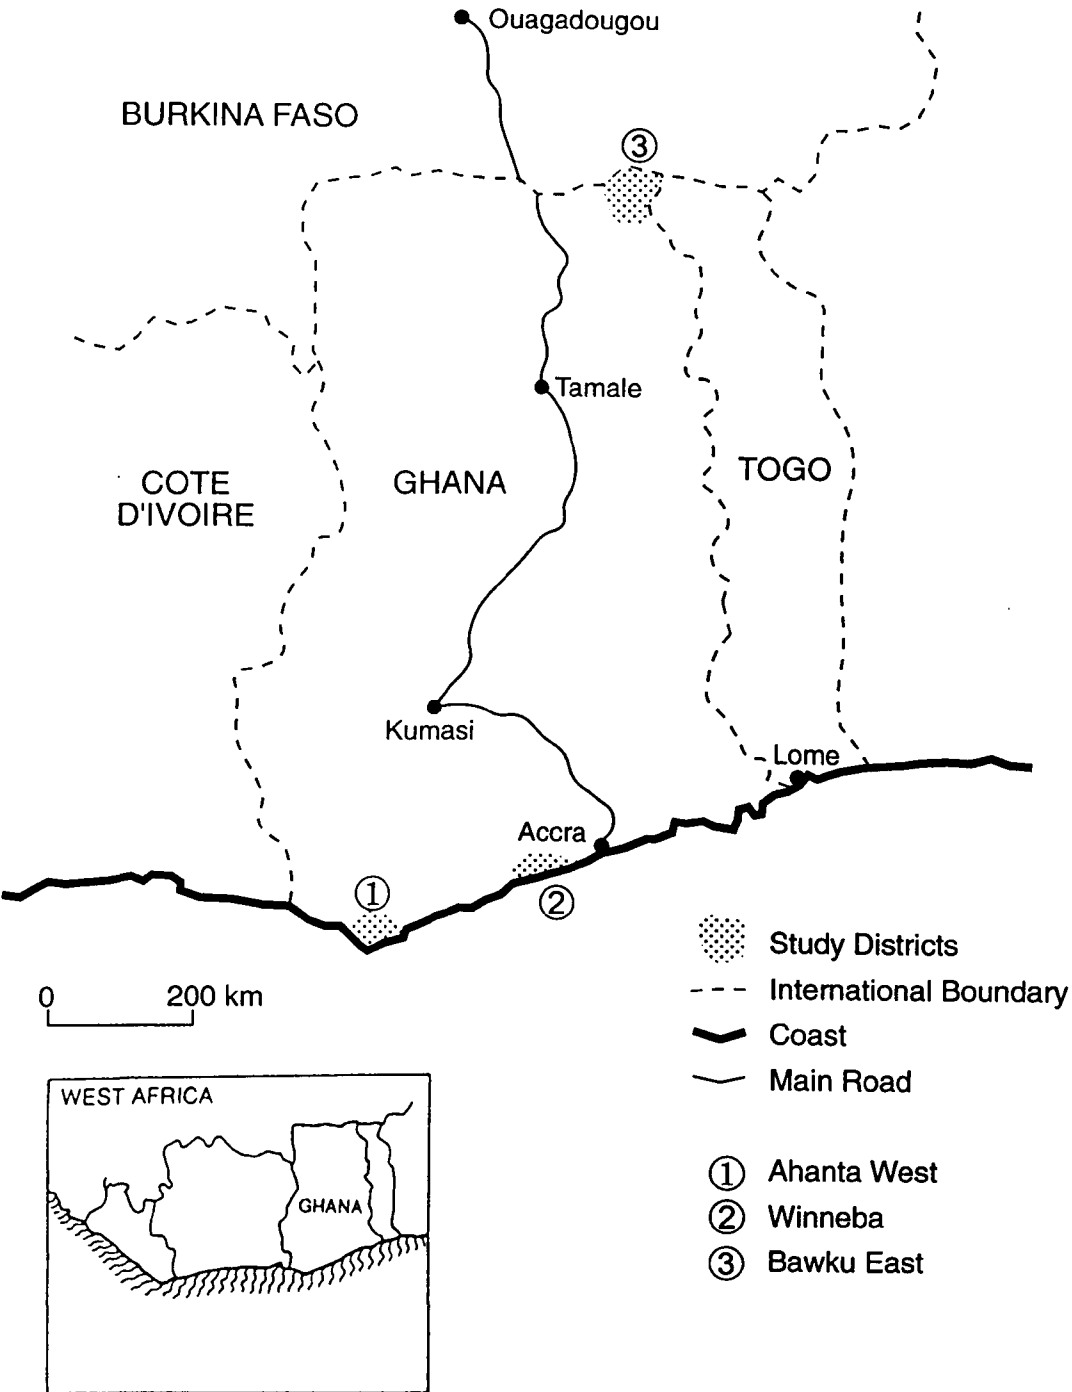 Ouagadougou
BURKINA FASO
③
Tamale
COTE
D'IVOIRE
GHANA
TOGO
Kumasi
Lome
Accra
①
②
Study Districts
0 200 km
International Boundary
Coast
Main Road
WEST AFRICA
GHANA
① Ahanta West
② Winneba
③ Bawku East